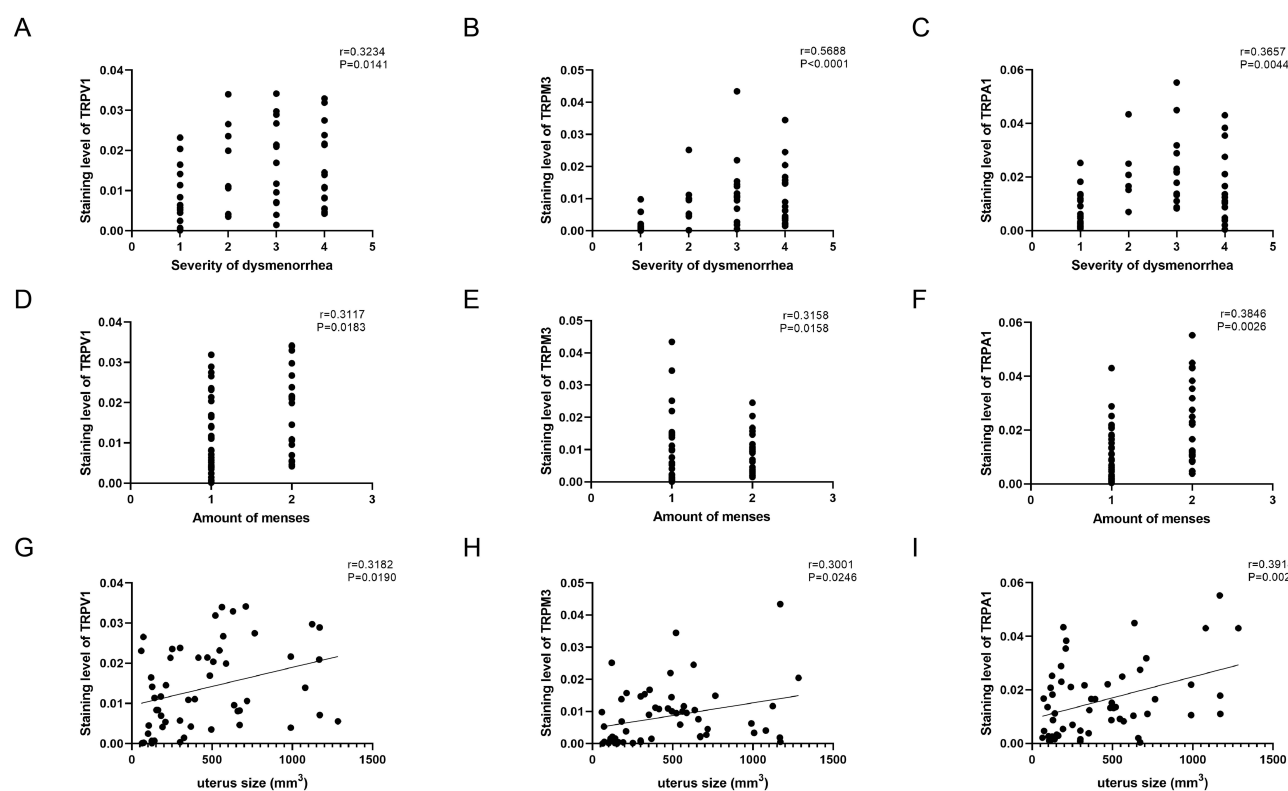 A
r=0.3234
P=0.0141
Staining level of TRPV1
0.04
0.03
0.02
0.01
0.00
0 1 2 3 4 5
Severity of dysmenorrhea
B
r=0.5688
P<0.0001
Staining level of TRPM3
0.05
0.04
0.03
0.02
0.01
0.00
0 1 2 3 4 5
Severity of dysmenorrhea
C
r=0.3657
P=0.0044
Staining level of TRPA1
0.06
0.04
0.02
0.00
0 1 2 3 4 5
Severity of dysmenorrhea
D
r=0.3117
P=0.0183
Staining level of TRPV1
0.04
0.03
0.02
0.01
0.00
0 1 2 3
Amount of menses
E
r=0.3158
P=0.0158
Staining level of TRPM3
0.05
0.04
0.03
0.02
0.01
0.00
0 1 2 3
Amount of menses
F
r=0.3846
P=0.0026
Staining level of TRPA1
0.06
0.04
0.02
0.00
0 1 2 3
Amount of menses
G
r=0.3182
P=0.0190
Staining level of TRPV1
0.04
0.03
0.02
0.01
0.00
0 500 1000 1500
uterus size (mm³)
H
r=0.3001
P=0.0246
Staining level of TRPM3
0.05
0.04
0.03
0.02
0.01
0.00
0 500 1000 1500
uterus size (mm³)
I
r=0.391
P=0.002
Staining level of TRPA1
0.06
0.04
0.02
0.00
0 500 1000 1500
uterus size (mm³)